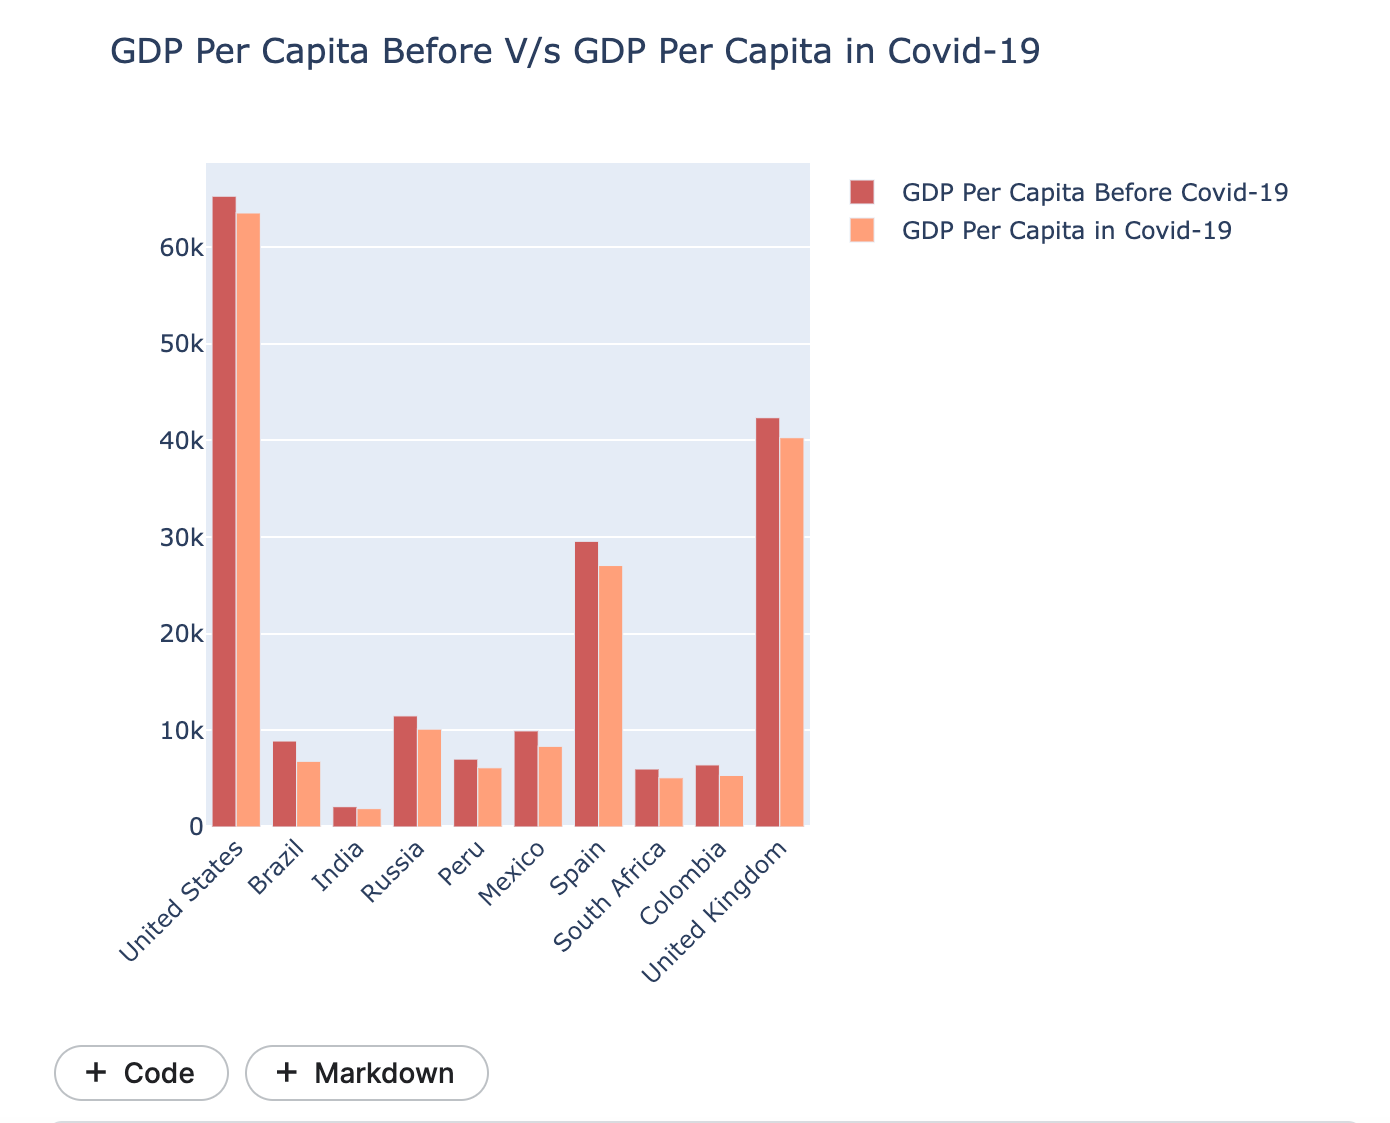 GDP Per Capita Before V/s GDP Per Capita in Covid-19
GDP Per Capita Before Covid-19
GDP Per Capita in Covid-19
60k
50k
40k
30k
20k
10k
0
United States
Brazil
India
Russia
Peru
Mexico
Spain
South Africa
Colombia
United Kingdom
+ Code
+ Markdown